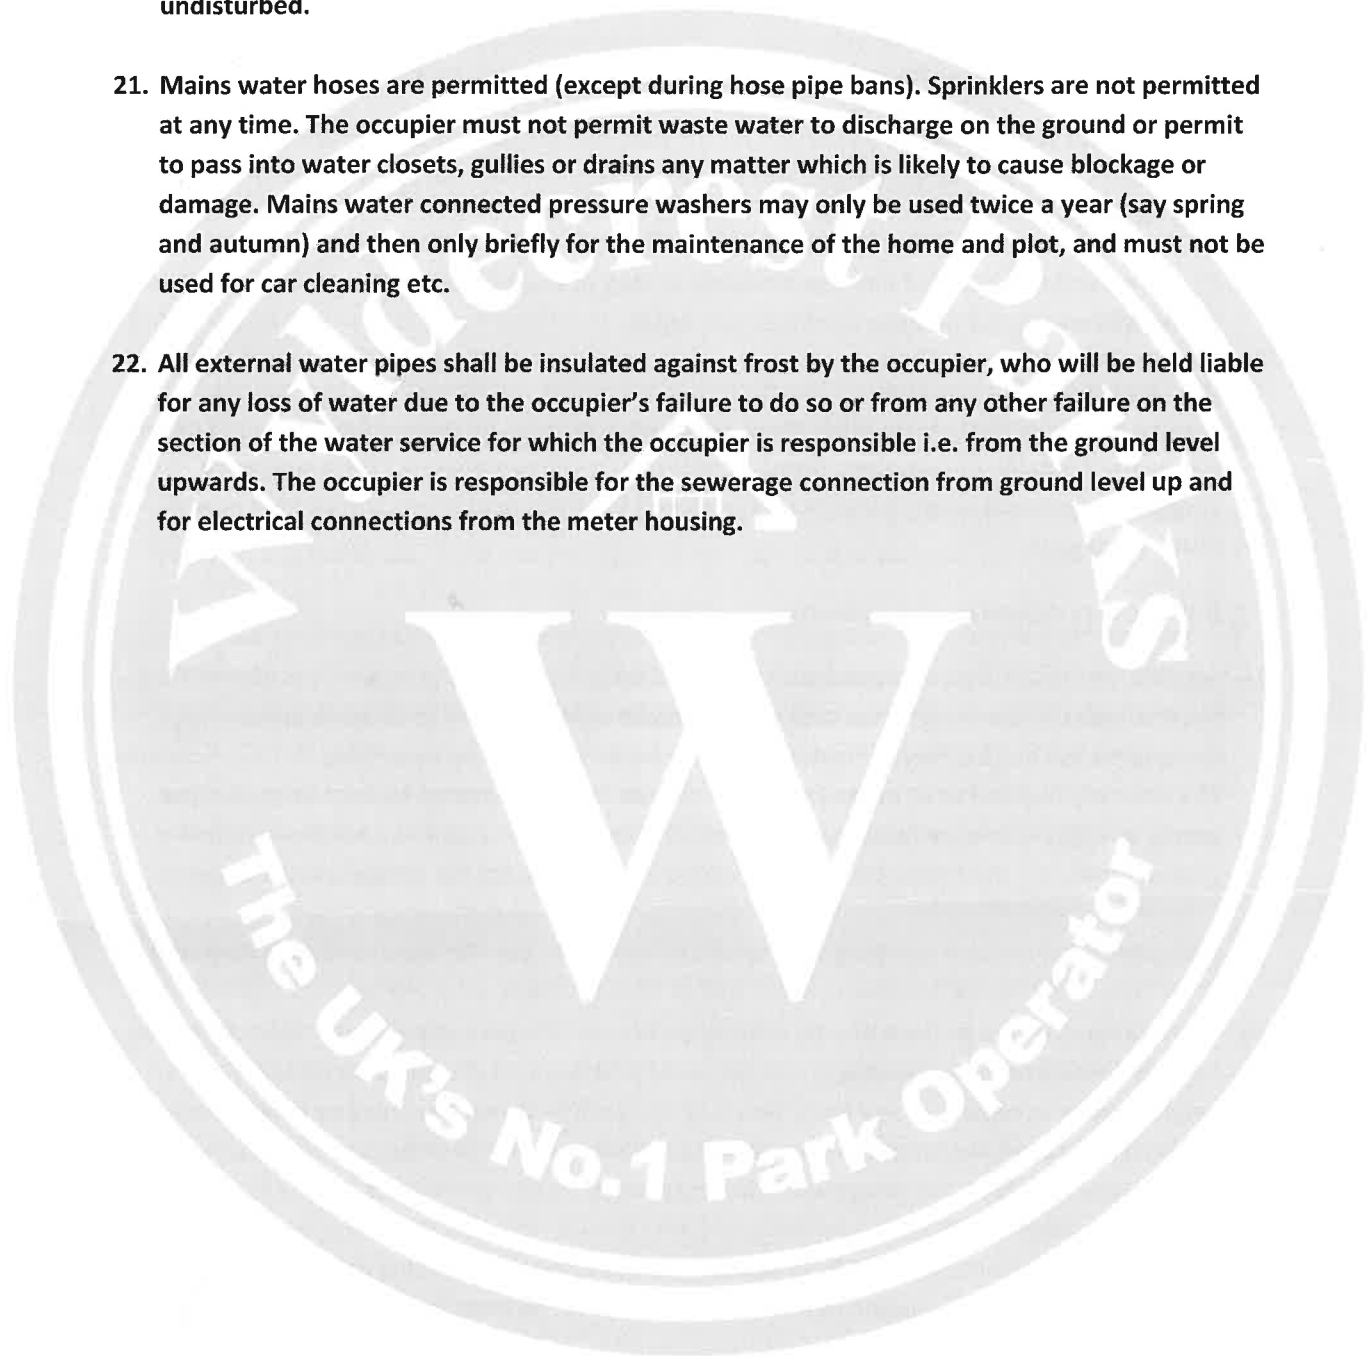 undisturbed.
21. Mains water hoses are permitted (except during hose pipe bans). Sprinklers are not permitted
at any time. The occupier must not permit waste water to discharge on the ground or permit
to pass into water closets, gullies or drains any matter which is likely to cause blockage or
damage. Mains water connected pressure washers may only be used twice a year (say spring
and autumn) and then only briefly for the maintenance of the home and plot, and must not be
used for car cleaning etc.
22. All external water pipes shall be insulated against frost by the occupier, who will be held liable
for any loss of water due to the occupier's failure to do so or from any other failure on the
section of the water service for which the occupier is responsible i.e. from the ground level
upwards. The occupier is responsible for the sewerage connection from ground level up and
for electrical connections from the meter housing.
Wyldecrest Parks
W
The UK's No.1 Park Operator